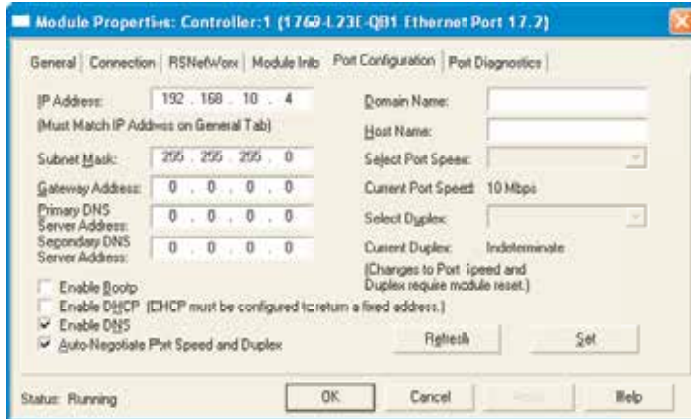 Module Properties: Controller:1 (1769-L23E-QB1 Ethernet Port 17.2)
General Connection RSNetWorx Module Info Port Configuration Port Diagnostics
IP Address: 192 . 168 . 10 . 4
(Must Match IP Address on General Tab)
Subnet Mask: 255 . 255 . 255 . 0
Gateway Address: 0 . 0 . 0 . 0
Primary DNS
Server Address: 0 . 0 . 0 . 0
Secondary DNS
Server Address: 0 . 0 . 0 . 0
Domain Name:
Host Name:
Select Port Speed:
Current Port Speed: 10 Mbps
Select Duplex:
Current Duplex: Indeterminate
(Changes to Port Speed and
Duplex require module reset.)
Enable Bootp
Enable DHCP (DHCP must be configured to return a fixed address.)
Enable DNS
Auto-Negotiate Port Speed and Duplex
Refresh Set
Status: Running
OK Cancel Help